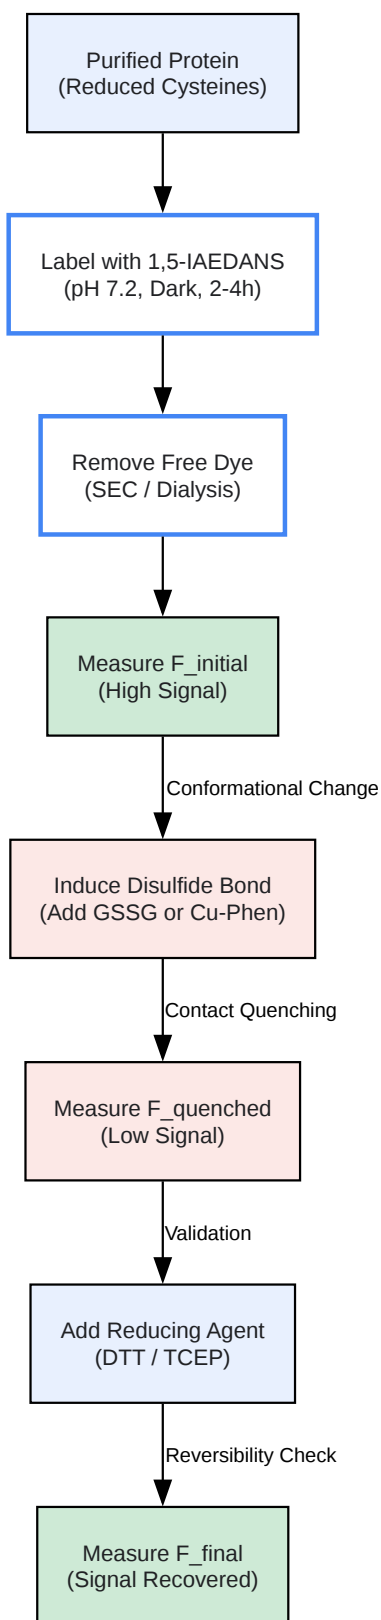 Purified Protein
(Reduced Cysteines)
Label with 1,5-IAEDANS
(pH 7.2, Dark, 2-4h)
Remove Free Dye
(SEC / Dialysis)
Measure F_initial
(High Signal)
Conformational Change
Induce Disulfide Bond
(Add GSSG or Cu-Phen)
Contact Quenching
Measure F_quenched
(Low Signal)
Validation
Add Reducing Agent
(DTT / TCEP)
Reversibility Check
Measure F_final
(Signal Recovered)